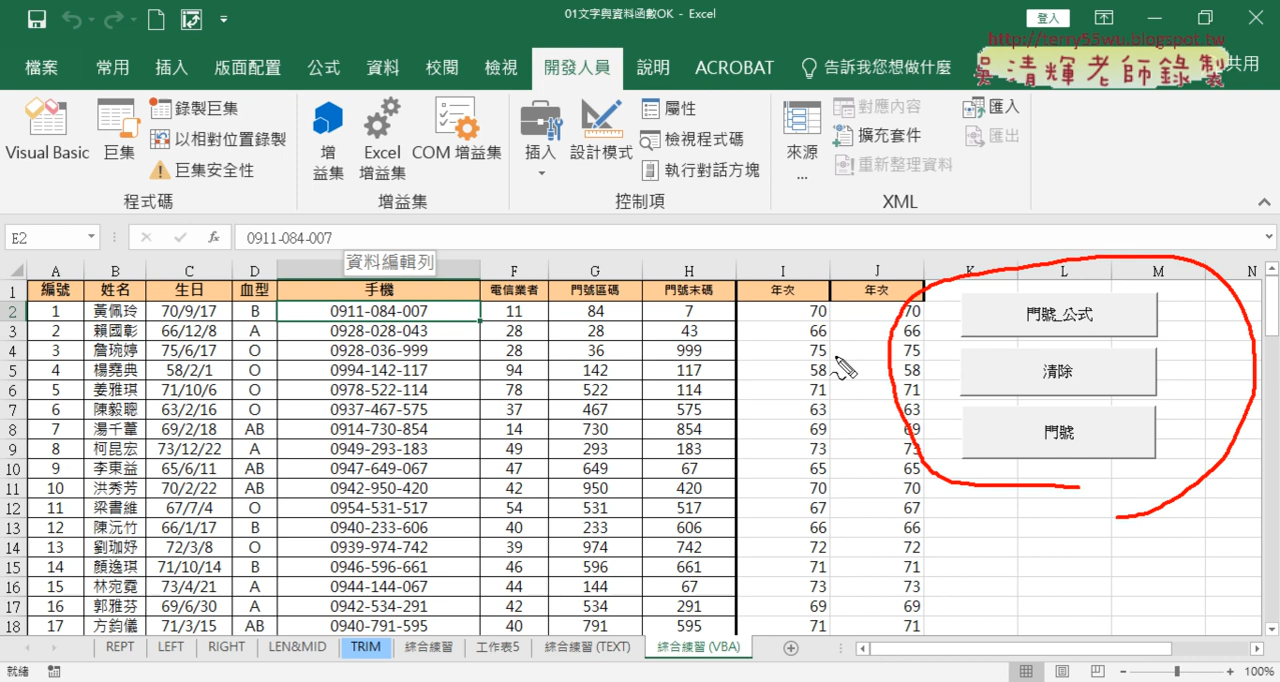 01文字與資料函數OK - Excel
登入
http://terry55wu.blogspot.tw
檔案 常用 插入 版面配置 公式 資料 校閱 檢視 開發人員 說明 ACROBAT 告訴我您想做什麼 共用
吳清輝老師錄製
Visual Basic 巨集 錄製巨集 以相對位置錄製 巨集安全性
增益集 Excel 增益集 COM 增益集
插入 設計模式 屬性 檢視程式碼 執行對話方塊
來源 ... 對應內容 擴充套件 重新整理資料 匯入 匯出
程式碼 增益集 控制項 XML
E2 fx 0911-084-007
資料編輯列
A B C D F G H I J K L M N
1 編號 姓名 生日 血型 手機 電信業者 門號區碼 門號末碼 年次 年次
2 1 黃佩玲 70/9/17 B 0911-084-007 11 84 7 70 70
3 2 賴國彰 66/12/8 A 0928-028-043 28 28 43 66 66
4 3 詹琬婷 75/6/17 O 0928-036-999 28 36 999 75 75
5 4 楊堯典 58/2/1 O 0994-142-117 94 142 117 58 58
6 5 姜雅琪 71/10/6 O 0978-522-114 78 522 114 71 71
7 6 陳毅聰 63/2/16 O 0937-467-575 37 467 575 63 63
8 7 湯千葦 69/2/18 AB 0914-730-854 14 730 854 69 69
9 8 柯昆宏 73/12/22 A 0949-293-183 49 293 183 73 73
10 9 李東益 65/6/11 AB 0947-649-067 47 649 67 65 65
11 10 洪秀芳 70/2/22 AB 0942-950-420 42 950 420 70 70
12 11 梁書維 67/7/4 O 0954-531-517 54 531 517 67 67
13 12 陳沅竹 66/1/17 B 0940-233-606 40 233 606 66 66
14 13 劉珈妤 72/3/8 O 0939-974-742 39 974 742 72 72
15 14 顏逸琪 71/10/14 B 0946-596-661 46 596 661 71 71
16 15 林宛霓 73/4/21 A 0944-144-067 44 144 67 73 73
17 16 郭雅芬 69/6/30 A 0942-534-291 42 534 291 69 69
18 17 方鈞儀 71/3/15 AB 0940-791-595 40 791 595 71 71
門號_公式
清除
門號
REPT LEFT RIGHT LEN&MID TRIM 綜合練習 工作表5 綜合練習 (TEXT) 綜合練習 (VBA)
就緒 100%